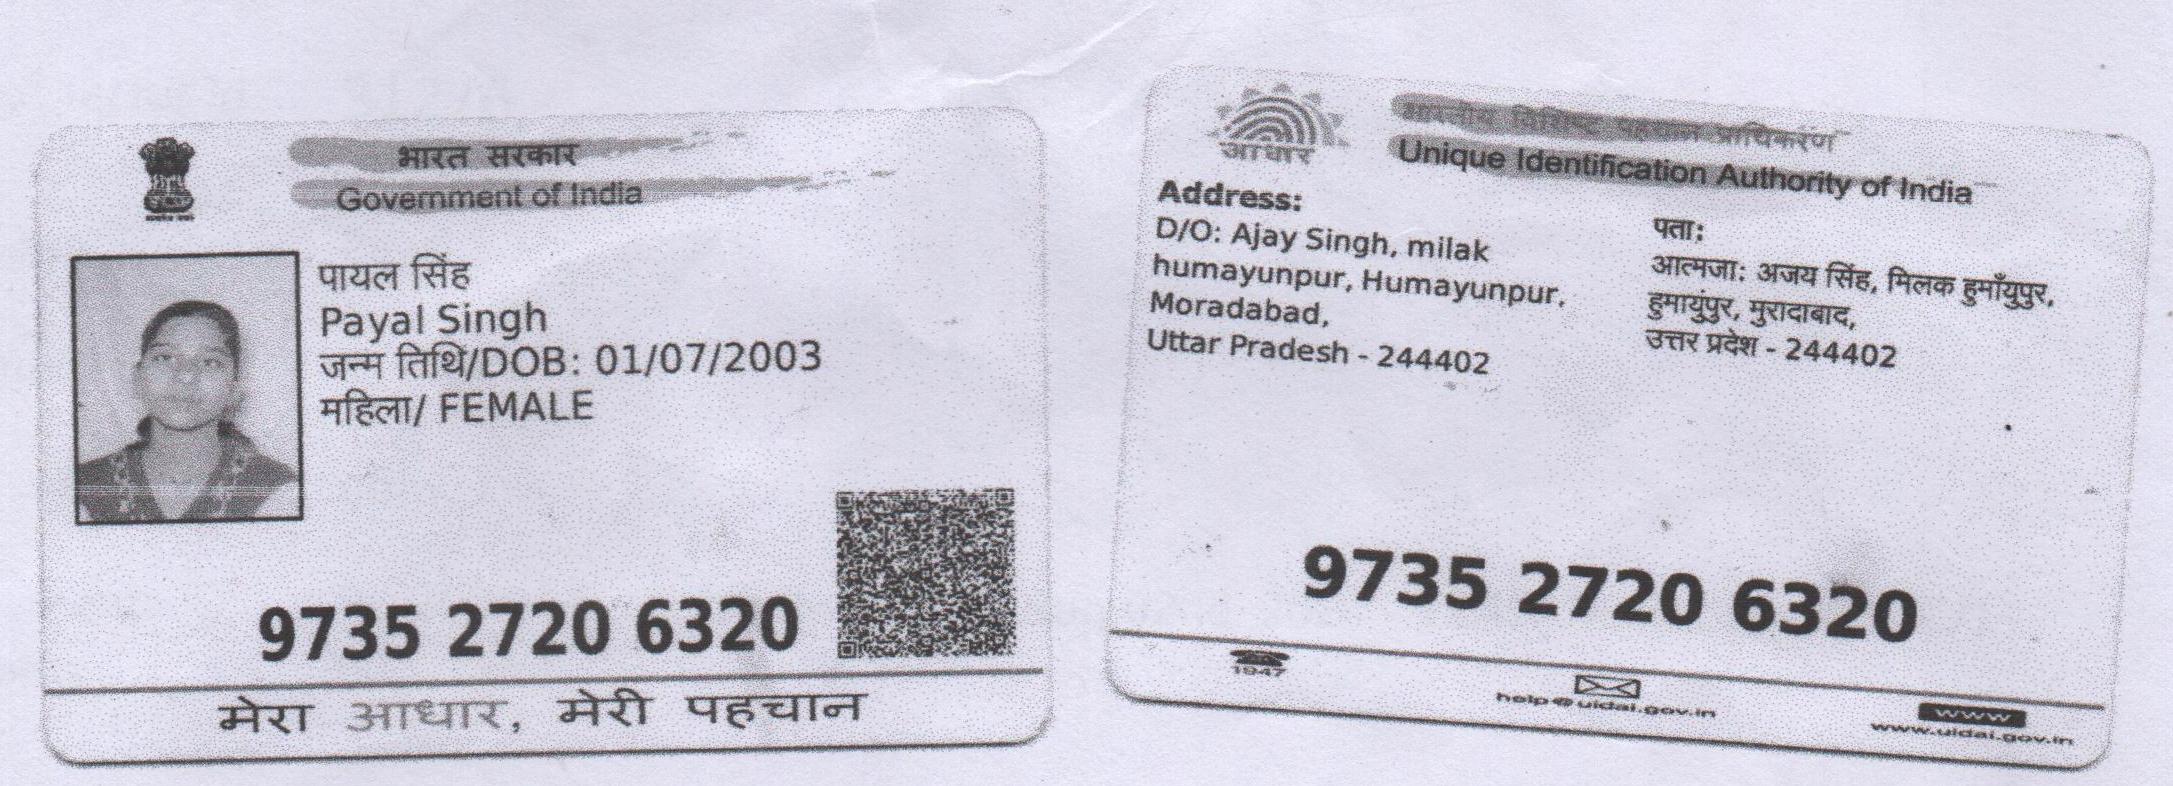 भारत सरकार
Government of India
पायल सिंह
Payal Singh
जन्म तिथि/DOB: 01/07/2003
महिला/ FEMALE
9735 2720 6320
मेरा आधार, मेरी पहचान
आधार
भारतीय विशिष्ट पहचान प्राधिकरण
Unique Identification Authority of India
Address:
D/O: Ajay Singh, milak
humayunpur, Humayunpur,
Moradabad,
Uttar Pradesh - 244402
पता:
आत्मजा: अजय सिंह, मिलक हुमाँयुपुर,
हुमायुंपुर, मुरादाबाद,
उत्तर प्रदेश - 244402
9735 2720 6320
1947
help@uidai.gov.in
www
www.uidai.gov.in